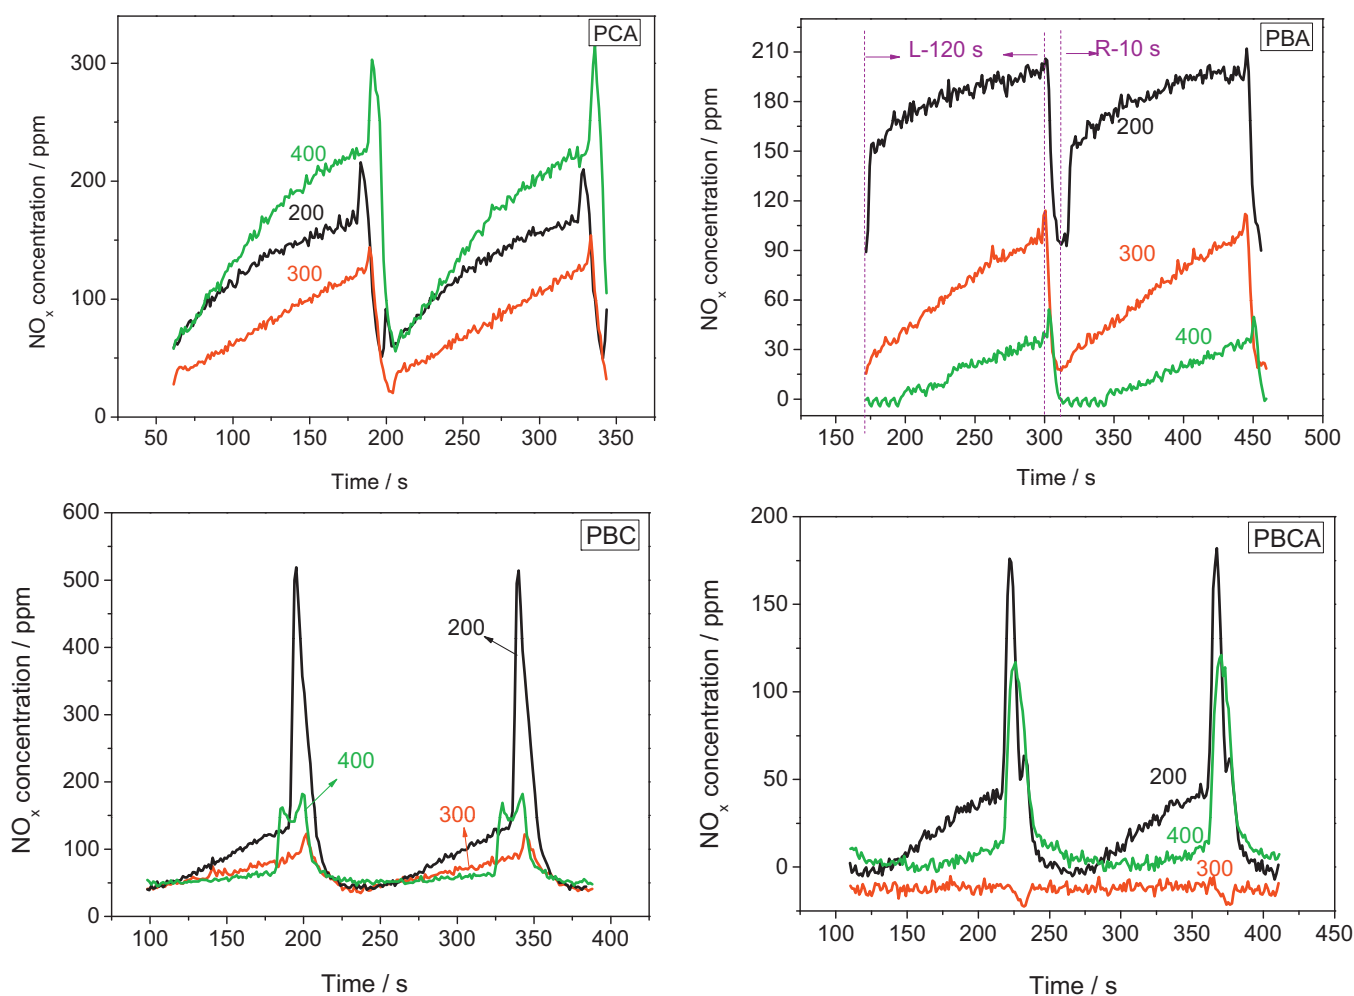 PCA
NOx concentration / ppm
300
200
100
0
400
200
300
50 100 150 200 250 300 350
Time / s
PBA
L-120 s
R-10 s
NOx concentration / ppm
210
180
150
120
90
60
30
0
200
300
400
150 200 250 300 350 400 450 500
Time / s
PBC
NOx concentration / ppm
600
500
400
300
200
100
0
200
400
300
100 150 200 250 300 350 400
Time / s
PBCA
NOx concentration / ppm
200
150
100
50
0
200
400
300
100 150 200 250 300 350 400 450
Time / s